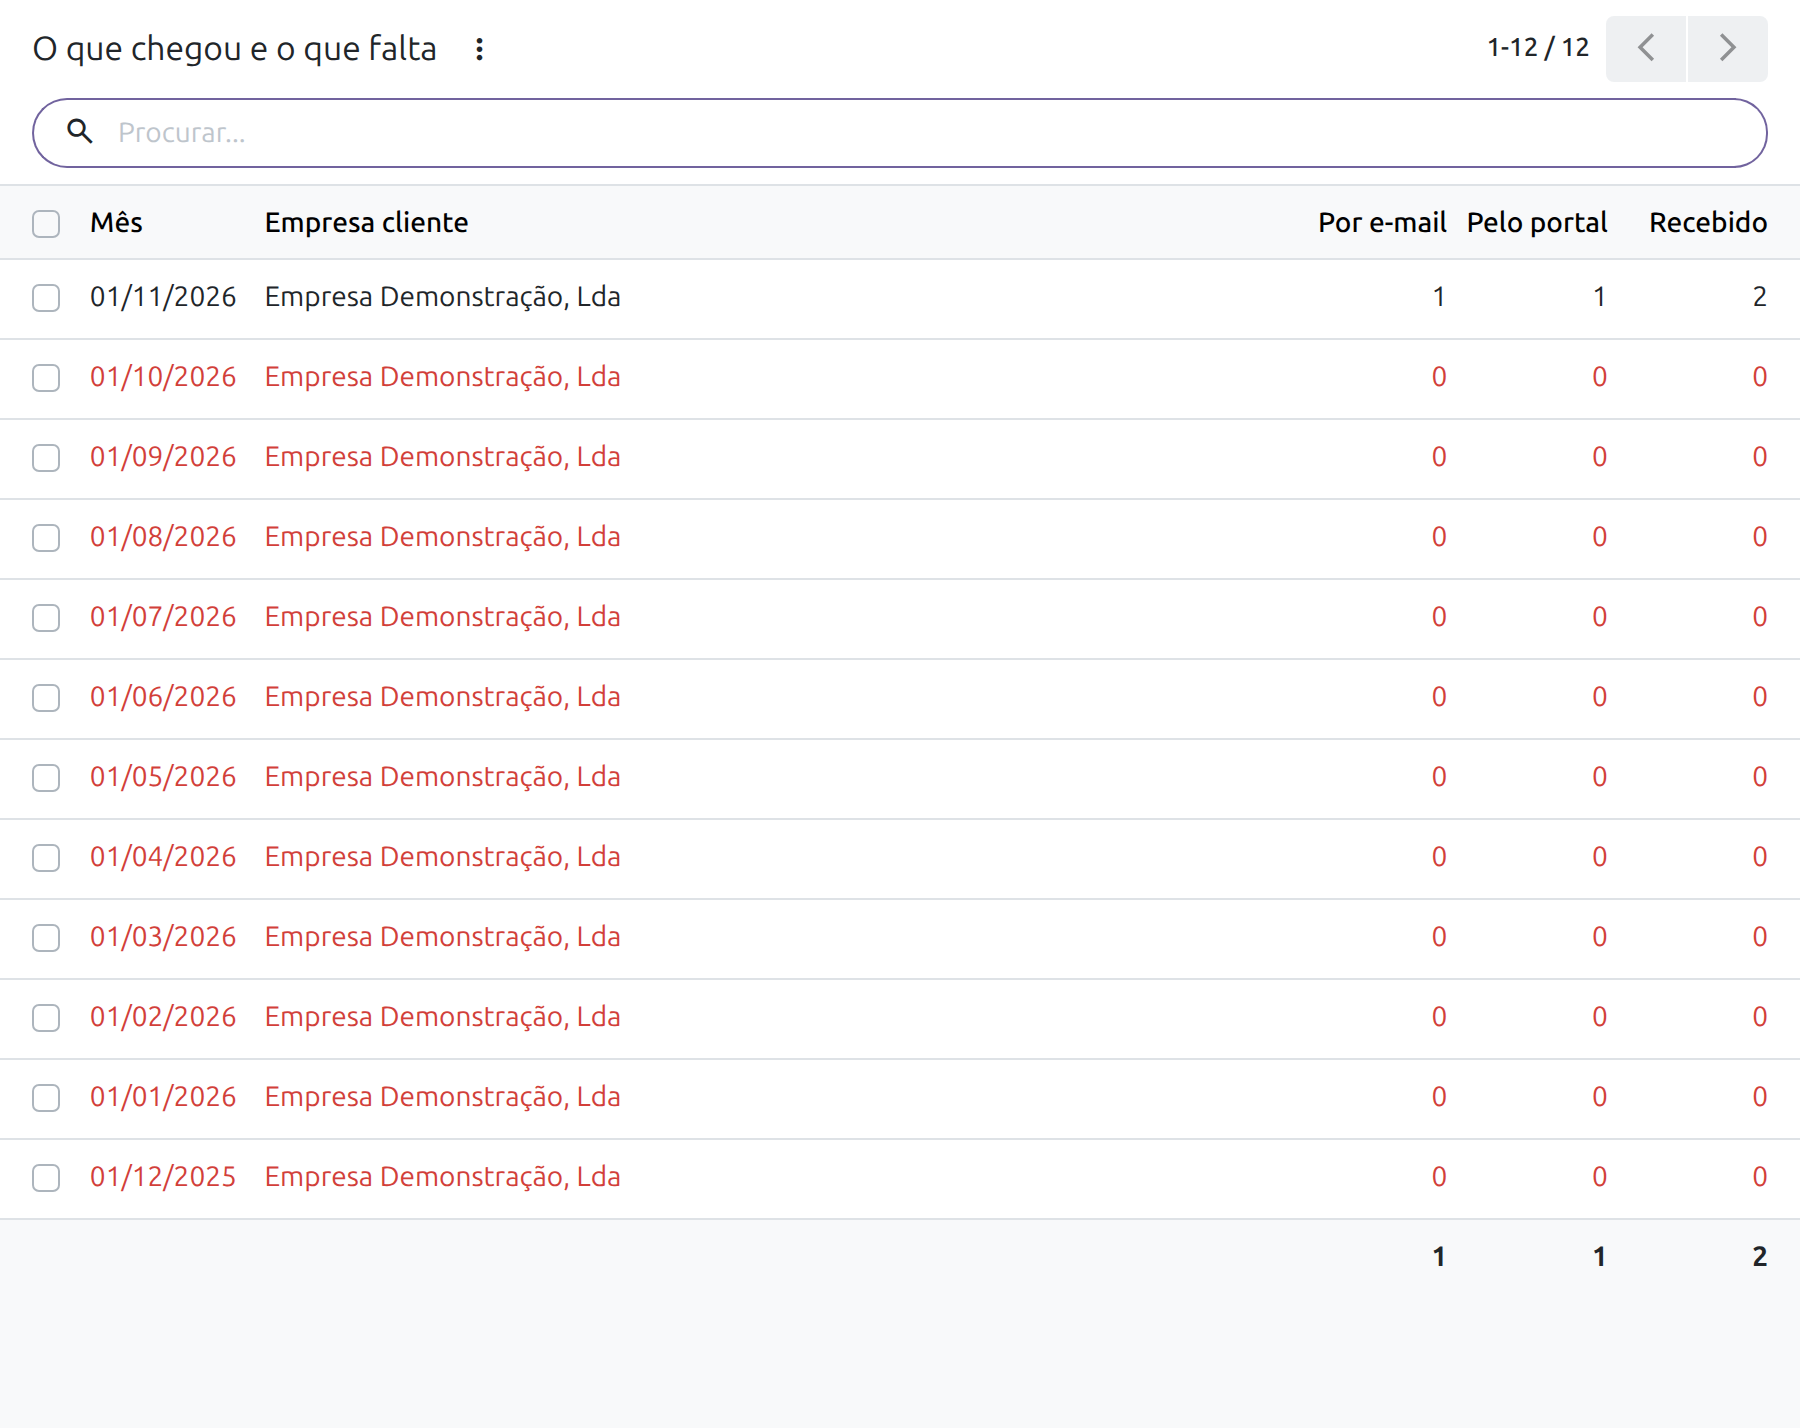 O que chegou e o que falta
1-12 / 12
Procurar...
Mês Empresa cliente Por e-mail Pelo portal Recebido
01/11/2026 Empresa Demonstração, Lda 1 1 2
01/10/2026 Empresa Demonstração, Lda 0 0 0
01/09/2026 Empresa Demonstração, Lda 0 0 0
01/08/2026 Empresa Demonstração, Lda 0 0 0
01/07/2026 Empresa Demonstração, Lda 0 0 0
01/06/2026 Empresa Demonstração, Lda 0 0 0
01/05/2026 Empresa Demonstração, Lda 0 0 0
01/04/2026 Empresa Demonstração, Lda 0 0 0
01/03/2026 Empresa Demonstração, Lda 0 0 0
01/02/2026 Empresa Demonstração, Lda 0 0 0
01/01/2026 Empresa Demonstração, Lda 0 0 0
01/12/2025 Empresa Demonstração, Lda 0 0 0
1 1 2